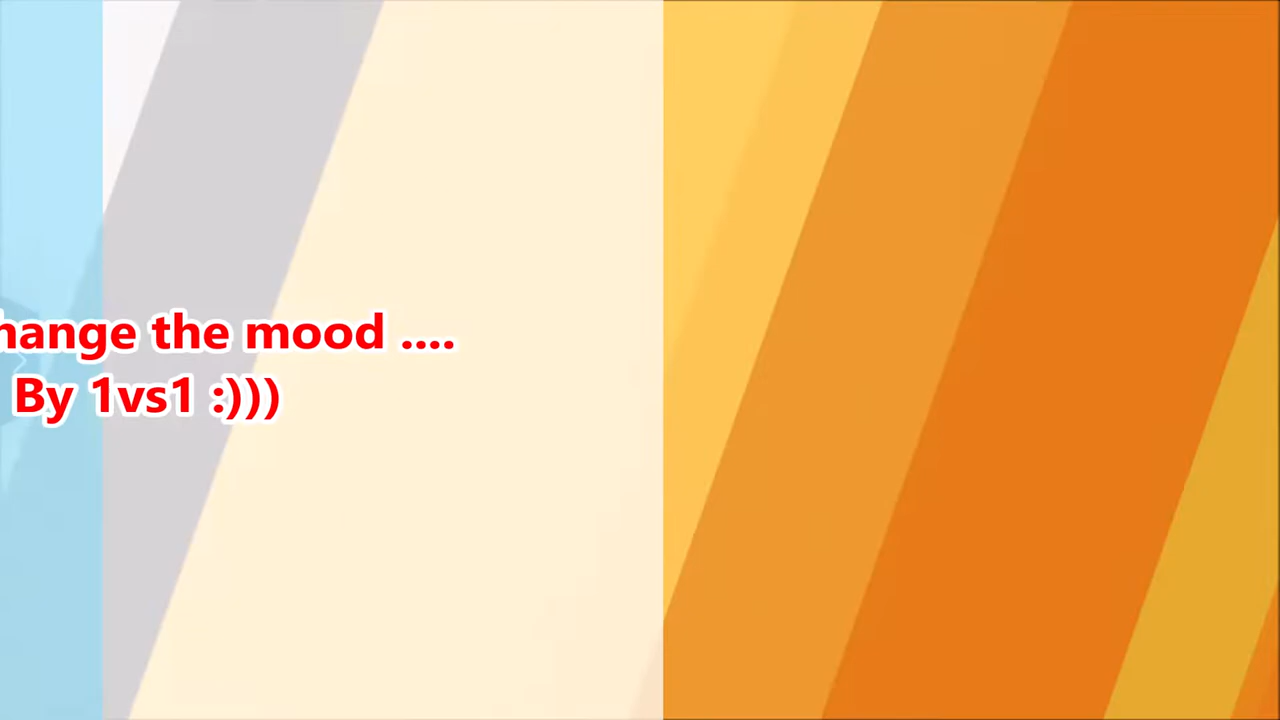 hange the mood ....
By 1vs1 :)))